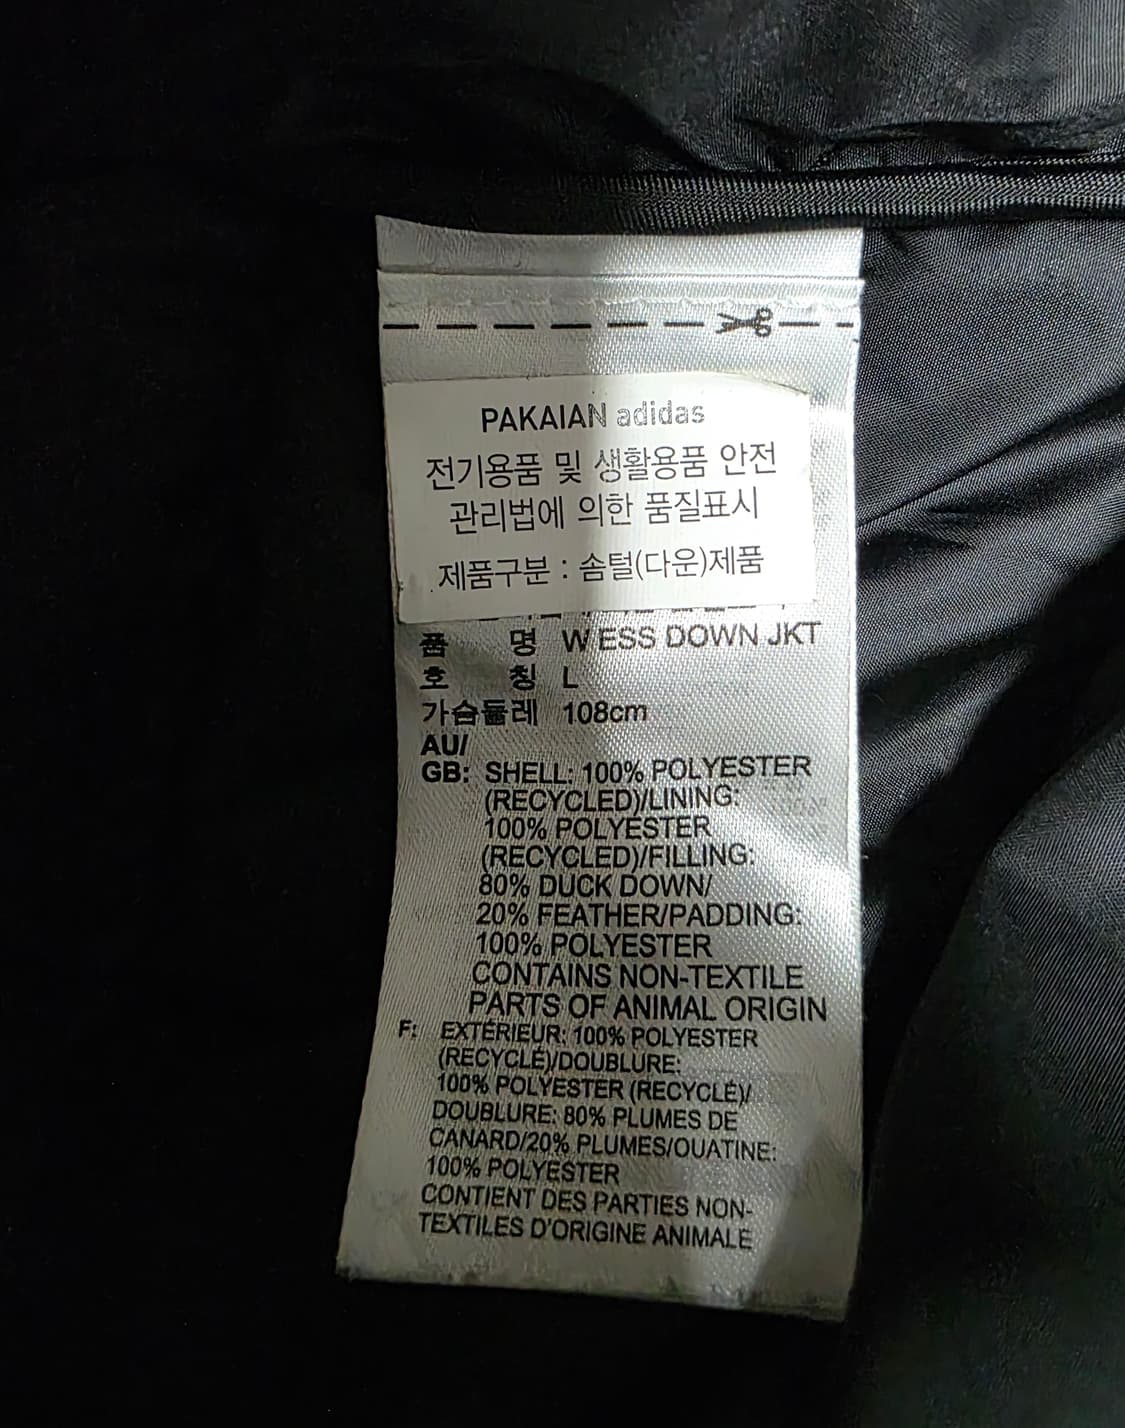 PAKAIAN adidas
전기용품 및 생활용품 안전
관리법에 의한 품질표시
제품구분 : 솜털(다운)제품
품 명 W ESS DOWN JKT
호 칭 L
가슴둘레 108cm
AU/
GB: SHELL: 100% POLYESTER
(RECYCLED)/LINING:
100% POLYESTER
(RECYCLED)/FILLING:
80% DUCK DOWN/
20% FEATHER/PADDING:
100% POLYESTER
CONTAINS NON-TEXTILE
PARTS OF ANIMAL ORIGIN
F: EXTÉRIEUR: 100% POLYESTER
(RECYCLÉ)/DOUBLURE:
100% POLYESTER (RECYCLÉ)/
DOUBLURE: 80% PLUMES DE
CANARD/20% PLUMES/OUATINE:
100% POLYESTER
CONTIENT DES PARTIES NON-
TEXTILES D'ORIGINE ANIMALE